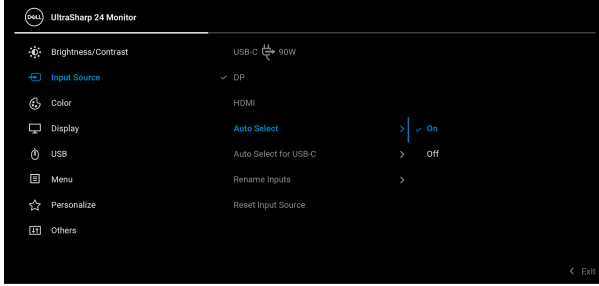 DELL UltraSharp 24 Monitor
Brightness/Contrast USB-C 90W
Input Source DP
Color HDMI
Display Auto Select On
USB Auto Select for USB-C Off
Menu Rename Inputs
Personalize Reset Input Source
Others
Exit